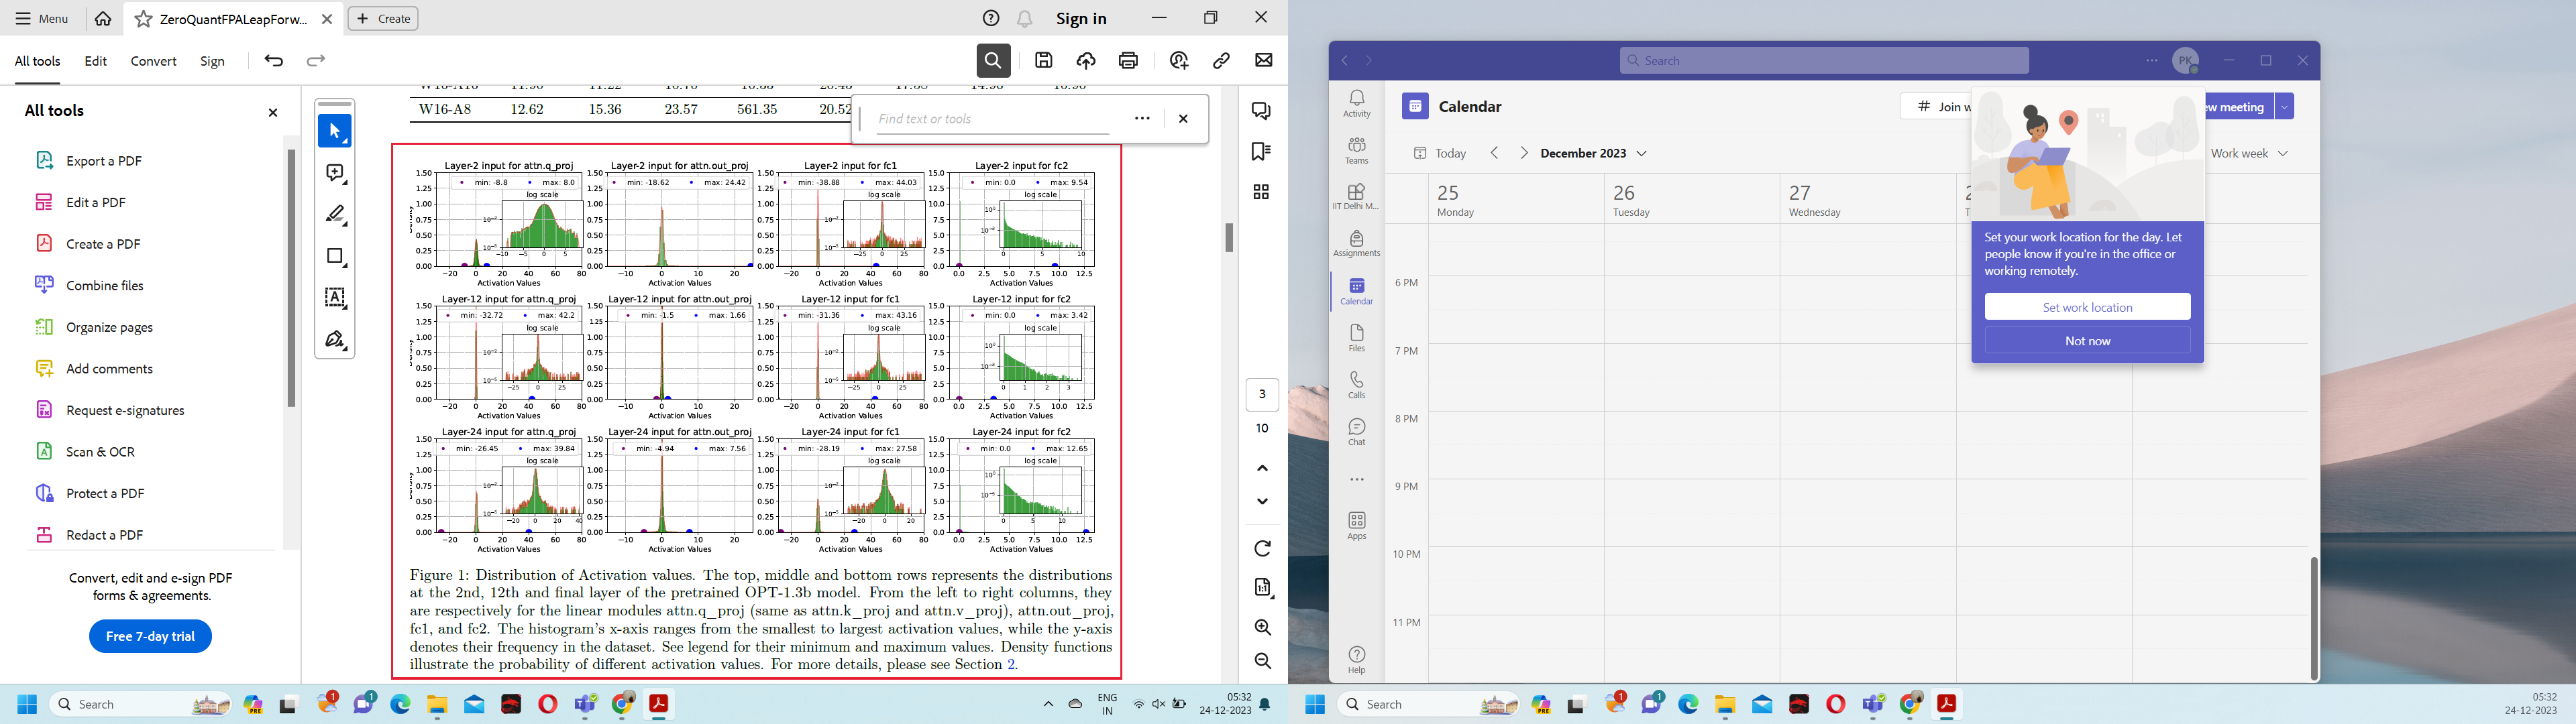 Menu
ZeroQuantFPALeapForw...
Create
Sign in
All tools
Edit
Convert
Sign
All tools
Export a PDF
Edit a PDF
Create a PDF
Combine files
Organize pages
Add comments
Request e-signatures
Scan & OCR
Protect a PDF
Redact a PDF
Convert, edit and e-sign PDF
forms & agreements.
Free 7-day trial
W16-A8 12.62 15.36 23.57 561.35 20.52
Find text or tools
Layer-2 input for attn.q_proj
min: -8.8 max: 8.0
log scale
Activation Values
Layer-2 input for attn.out_proj
min: -18.62 max: 24.42
Activation Values
Layer-2 input for fc1
min: -38.88 max: 44.03
log scale
Activation Values
Layer-2 input for fc2
min: 0.0 max: 9.54
log scale
Activation Values
Layer-12 input for attn.q_proj
min: -32.72 max: 42.2
log scale
Activation Values
Layer-12 input for attn.out_proj
min: -1.5 max: 1.66
Activation Values
Layer-12 input for fc1
min: -31.36 max: 43.16
log scale
Activation Values
Layer-12 input for fc2
min: 0.0 max: 3.42
log scale
Activation Values
Layer-24 input for attn.q_proj
min: -26.45 max: 39.84
log scale
Activation Values
Layer-24 input for attn.out_proj
min: -4.94 max: 7.56
Activation Values
Layer-24 input for fc1
min: -28.19 max: 27.58
log scale
Activation Values
Layer-24 input for fc2
min: 0.0 max: 12.65
log scale
Activation Values
Figure 1: Distribution of Activation values. The top, middle and bottom rows represents the distributions
at the 2nd, 12th and final layer of the pretrained OPT-1.3b model. From the left to right columns, they
are respectively for the linear modules attn.q_proj (same as attn.k_proj and attn.v_proj), attn.out_proj,
fc1, and fc2. The histogram's x-axis ranges from the smallest to largest activation values, while the y-axis
denotes their frequency in the dataset. See legend for their minimum and maximum values. Density functions
illustrate the probability of different activation values. For more details, please see Section 2.
3
10
Search
ENG
IN
05:32
24-12-2023
Search
PK
Activity
Teams
IIT Delhi M...
Assignments
Calendar
Files
Calls
Chat
Apps
Help
Calendar
# Join w
ew meeting
Today
December 2023
Work week
25
Monday
26
Tuesday
27
Wednesday
2
T
6 PM
7 PM
8 PM
9 PM
10 PM
11 PM
Set your work location for the day. Let
people know if you're in the office or
working remotely.
Set work location
Not now
Search
05:32
24-12-2023